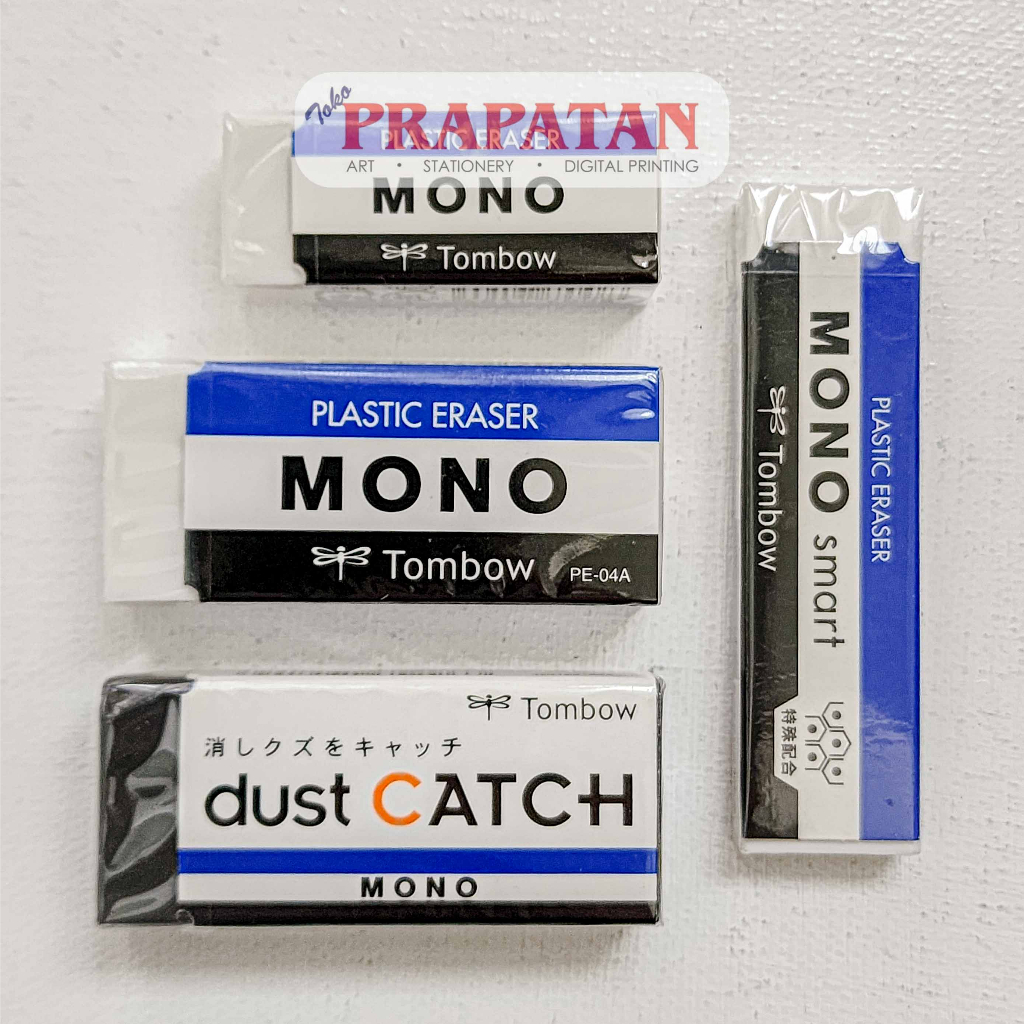 Toko
PRAPATAN
ART • STATIONERY • DIGITAL PRINTING
PLASTIC ERASER
MONO
Tombow
PLASTIC ERASER
MONO
Tombow
PE-04A
Tombow
消しクズをキャッチ
dust CATCH
MONO
PLASTIC ERASER
MONO smart
Tombow
特殊配合